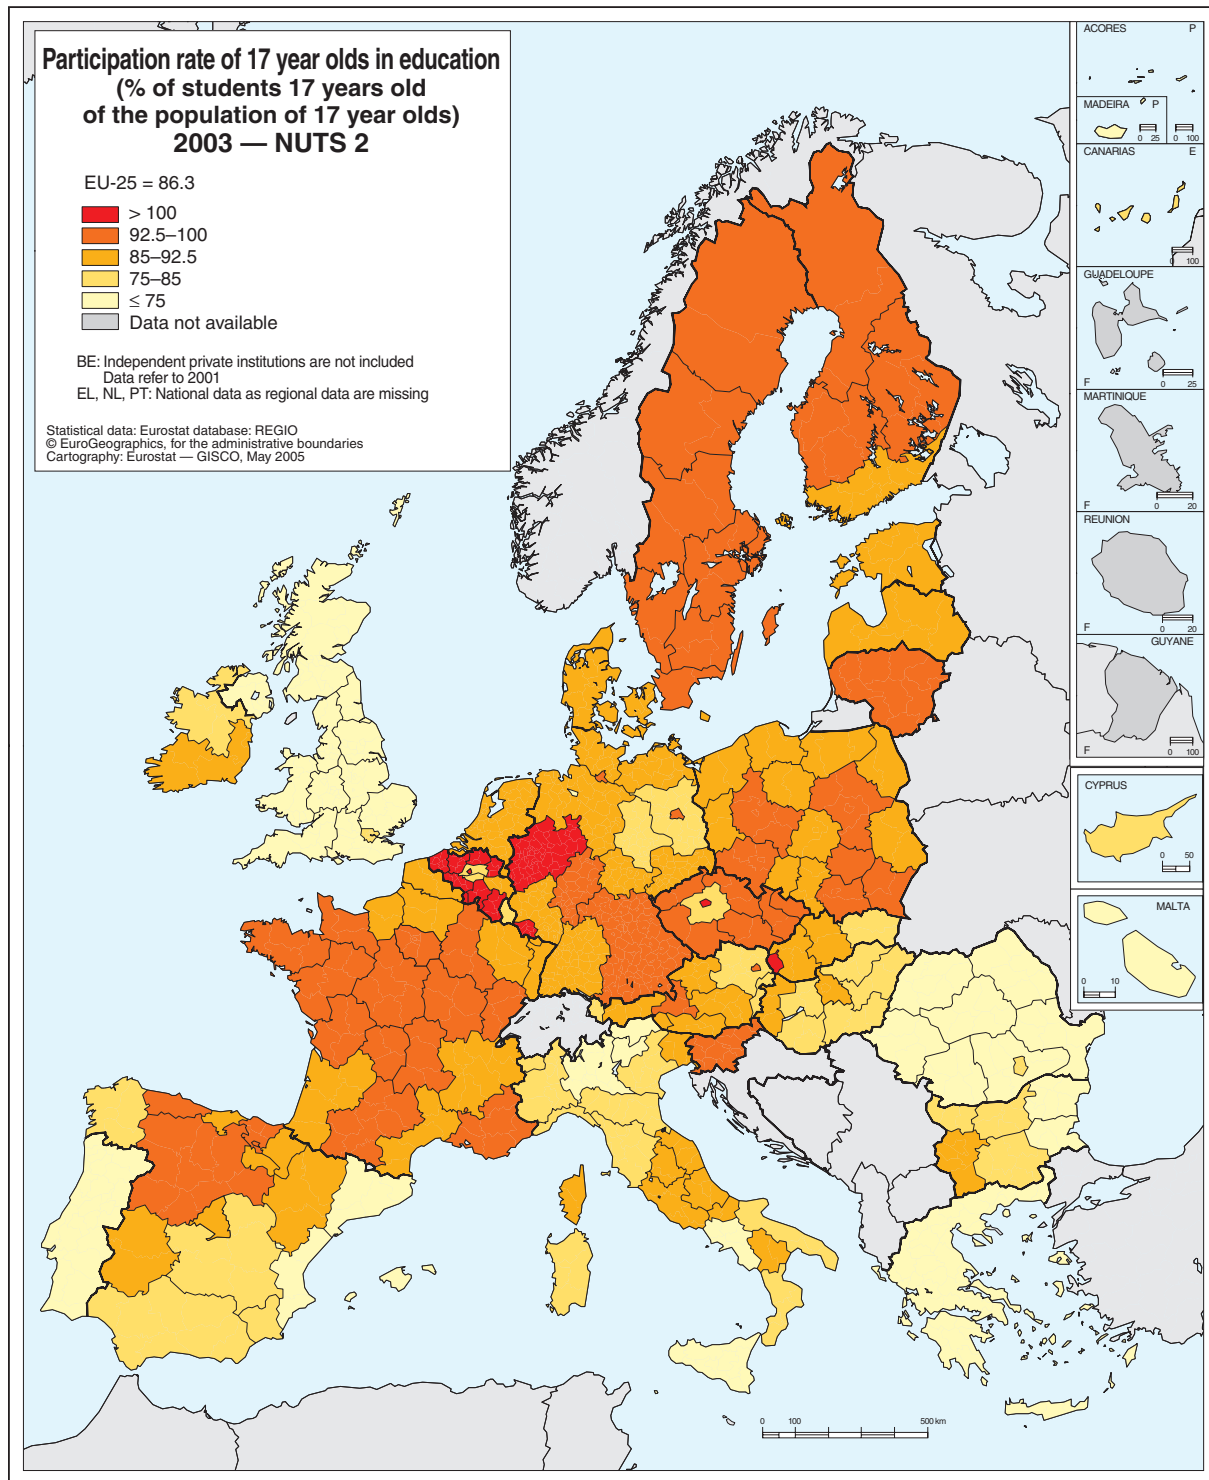 Participation rate of 17 year olds in education
(% of students 17 years old
of the population of 17 year olds)
2003 — NUTS 2
EU-25 = 86.3
> 100
92.5–100
85–92.5
75–85
≤ 75
Data not available
BE: Independent private institutions are not included
Data refer to 2001
EL, NL, PT: National data as regional data are missing
Statistical data: Eurostat database: REGIO
© EuroGeographics, for the administrative boundaries
Cartography: Eurostat — GISCO, May 2005
ACORES P
MADEIRA P
0 25 0 100
CANARIAS E
0 100
GUADELOUPE
F 0 25
MARTINIQUE
F 0 20
REUNION
F 0 20
GUYANE
F 0 100
CYPRUS
0 50
MALTA
0 10
0 100 500 km